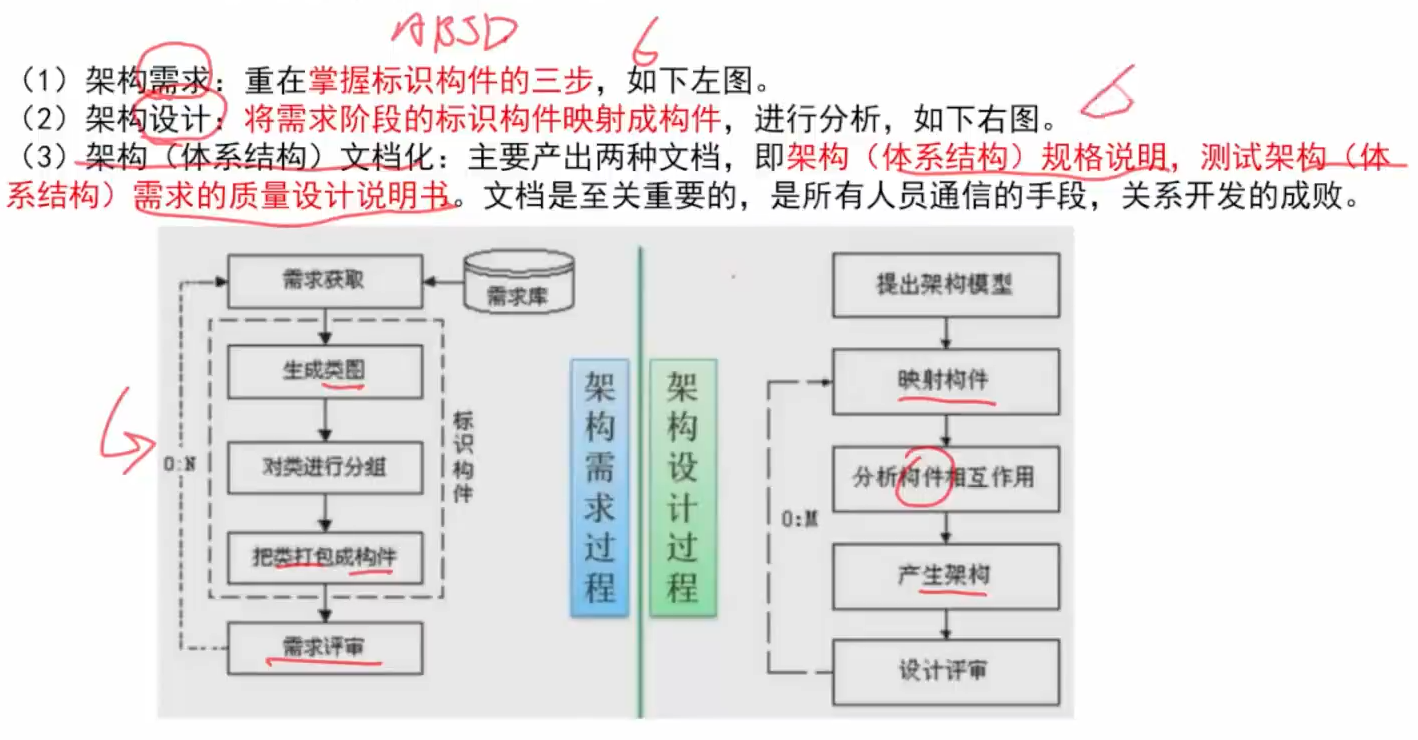 ABSD
（1）架构需求：重在掌握标识构件的三步，如下左图。
（2）架构设计：将需求阶段的标识构件映射成构件，进行分析，如下右图。
（3）架构（体系结构）文档化：主要产出两种文档，即架构（体系结构）规格说明，测试架构（体
系结构）需求的质量设计说明书。文档是至关重要的，是所有人员通信的手段，关系开发的成败。
需求获取
需求库
生成类图
对类进行分组
把类打包成构件
需求评审
标识构件
0:N
架构需求过程
架构设计过程
提出架构模型
映射构件
分析构件相互作用
产生架构
设计评审
0:M